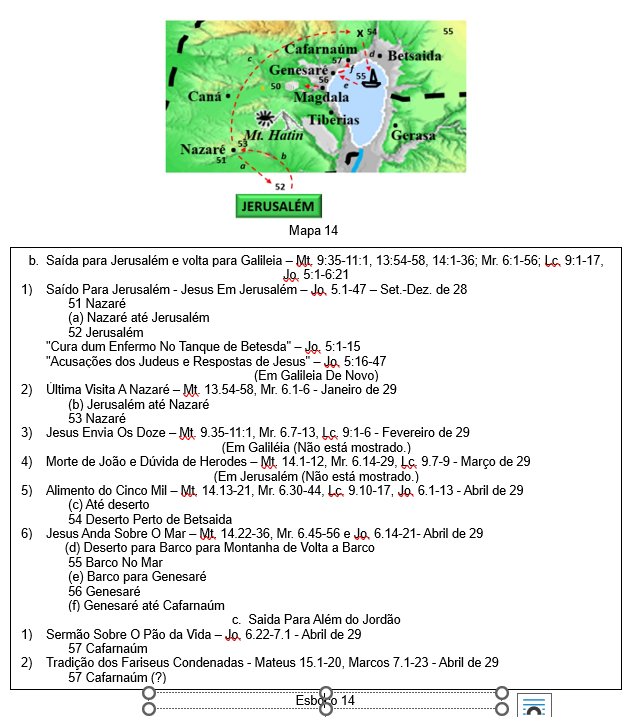 x 54
55
Cafarnaúm
d
Betsaida
c
57
f
Genesaré
55
56
e
50
Caná
Magdala
Tiberias
Mt. Hatin
Gerasa
53
Nazaré
51
b
a
52
JERUSALÉM
Mapa 14
b. Saída para Jerusalém e volta para Galileia – Mt. 9:35-11:1, 13:54-58, 14:1-36; Mr. 6:1-56; Lc. 9:1-17,
Jo. 5:1-6:21
1) Saído Para Jerusalém - Jesus Em Jerusalém – Jo. 5.1-47 – Set.-Dez. de 28
51 Nazaré
(a) Nazaré até Jerusalém
52 Jerusalém
"Cura dum Enfermo No Tanque de Betesda" – Jo. 5:1-15
"Acusações dos Judeus e Respostas de Jesus" – Jo. 5:16-47
(Em Galileia De Novo)
2) Última Visita A Nazaré – Mt. 13.54-58, Mr. 6.1-6 - Janeiro de 29
(b) Jerusalém até Nazaré
53 Nazaré
3) Jesus Envia Os Doze – Mt. 9.35-11:1, Mr. 6.7-13, Lc. 9:1-6 - Fevereiro de 29
(Em Galiléia (Não está mostrado.)
4) Morte de João e Dúvida de Herodes – Mt. 14.1-12, Mr. 6.14-29, Lc. 9.7-9 - Março de 29
(Em Jerusalém (Não está mostrado.)
5) Alimento do Cinco Mil – Mt. 14.13-21, Mr. 6.30-44, Lc. 9.10-17, Jo. 6.1-13 - Abril de 29
(c) Até deserto
54 Deserto Perto de Betsaida
6) Jesus Anda Sobre O Mar – Mt. 14.22-36, Mr. 6.45-56 e Jo. 6.14-21- Abril de 29
(d) Deserto para Barco para Montanha de Volta a Barco
55 Barco No Mar
(e) Barco para Genesaré
56 Genesaré
(f) Genesaré até Cafarnaúm
c. Saida Para Além do Jordão
1) Sermão Sobre O Pão da Vida – Jo. 6.22-7.1 - Abril de 29
57 Cafarnaúm
2) Tradição dos Fariseus Condenadas - Mateus 15.1-20, Marcos 7.1-23 - Abril de 29
57 Cafarnaúm (?)
Esboço 14